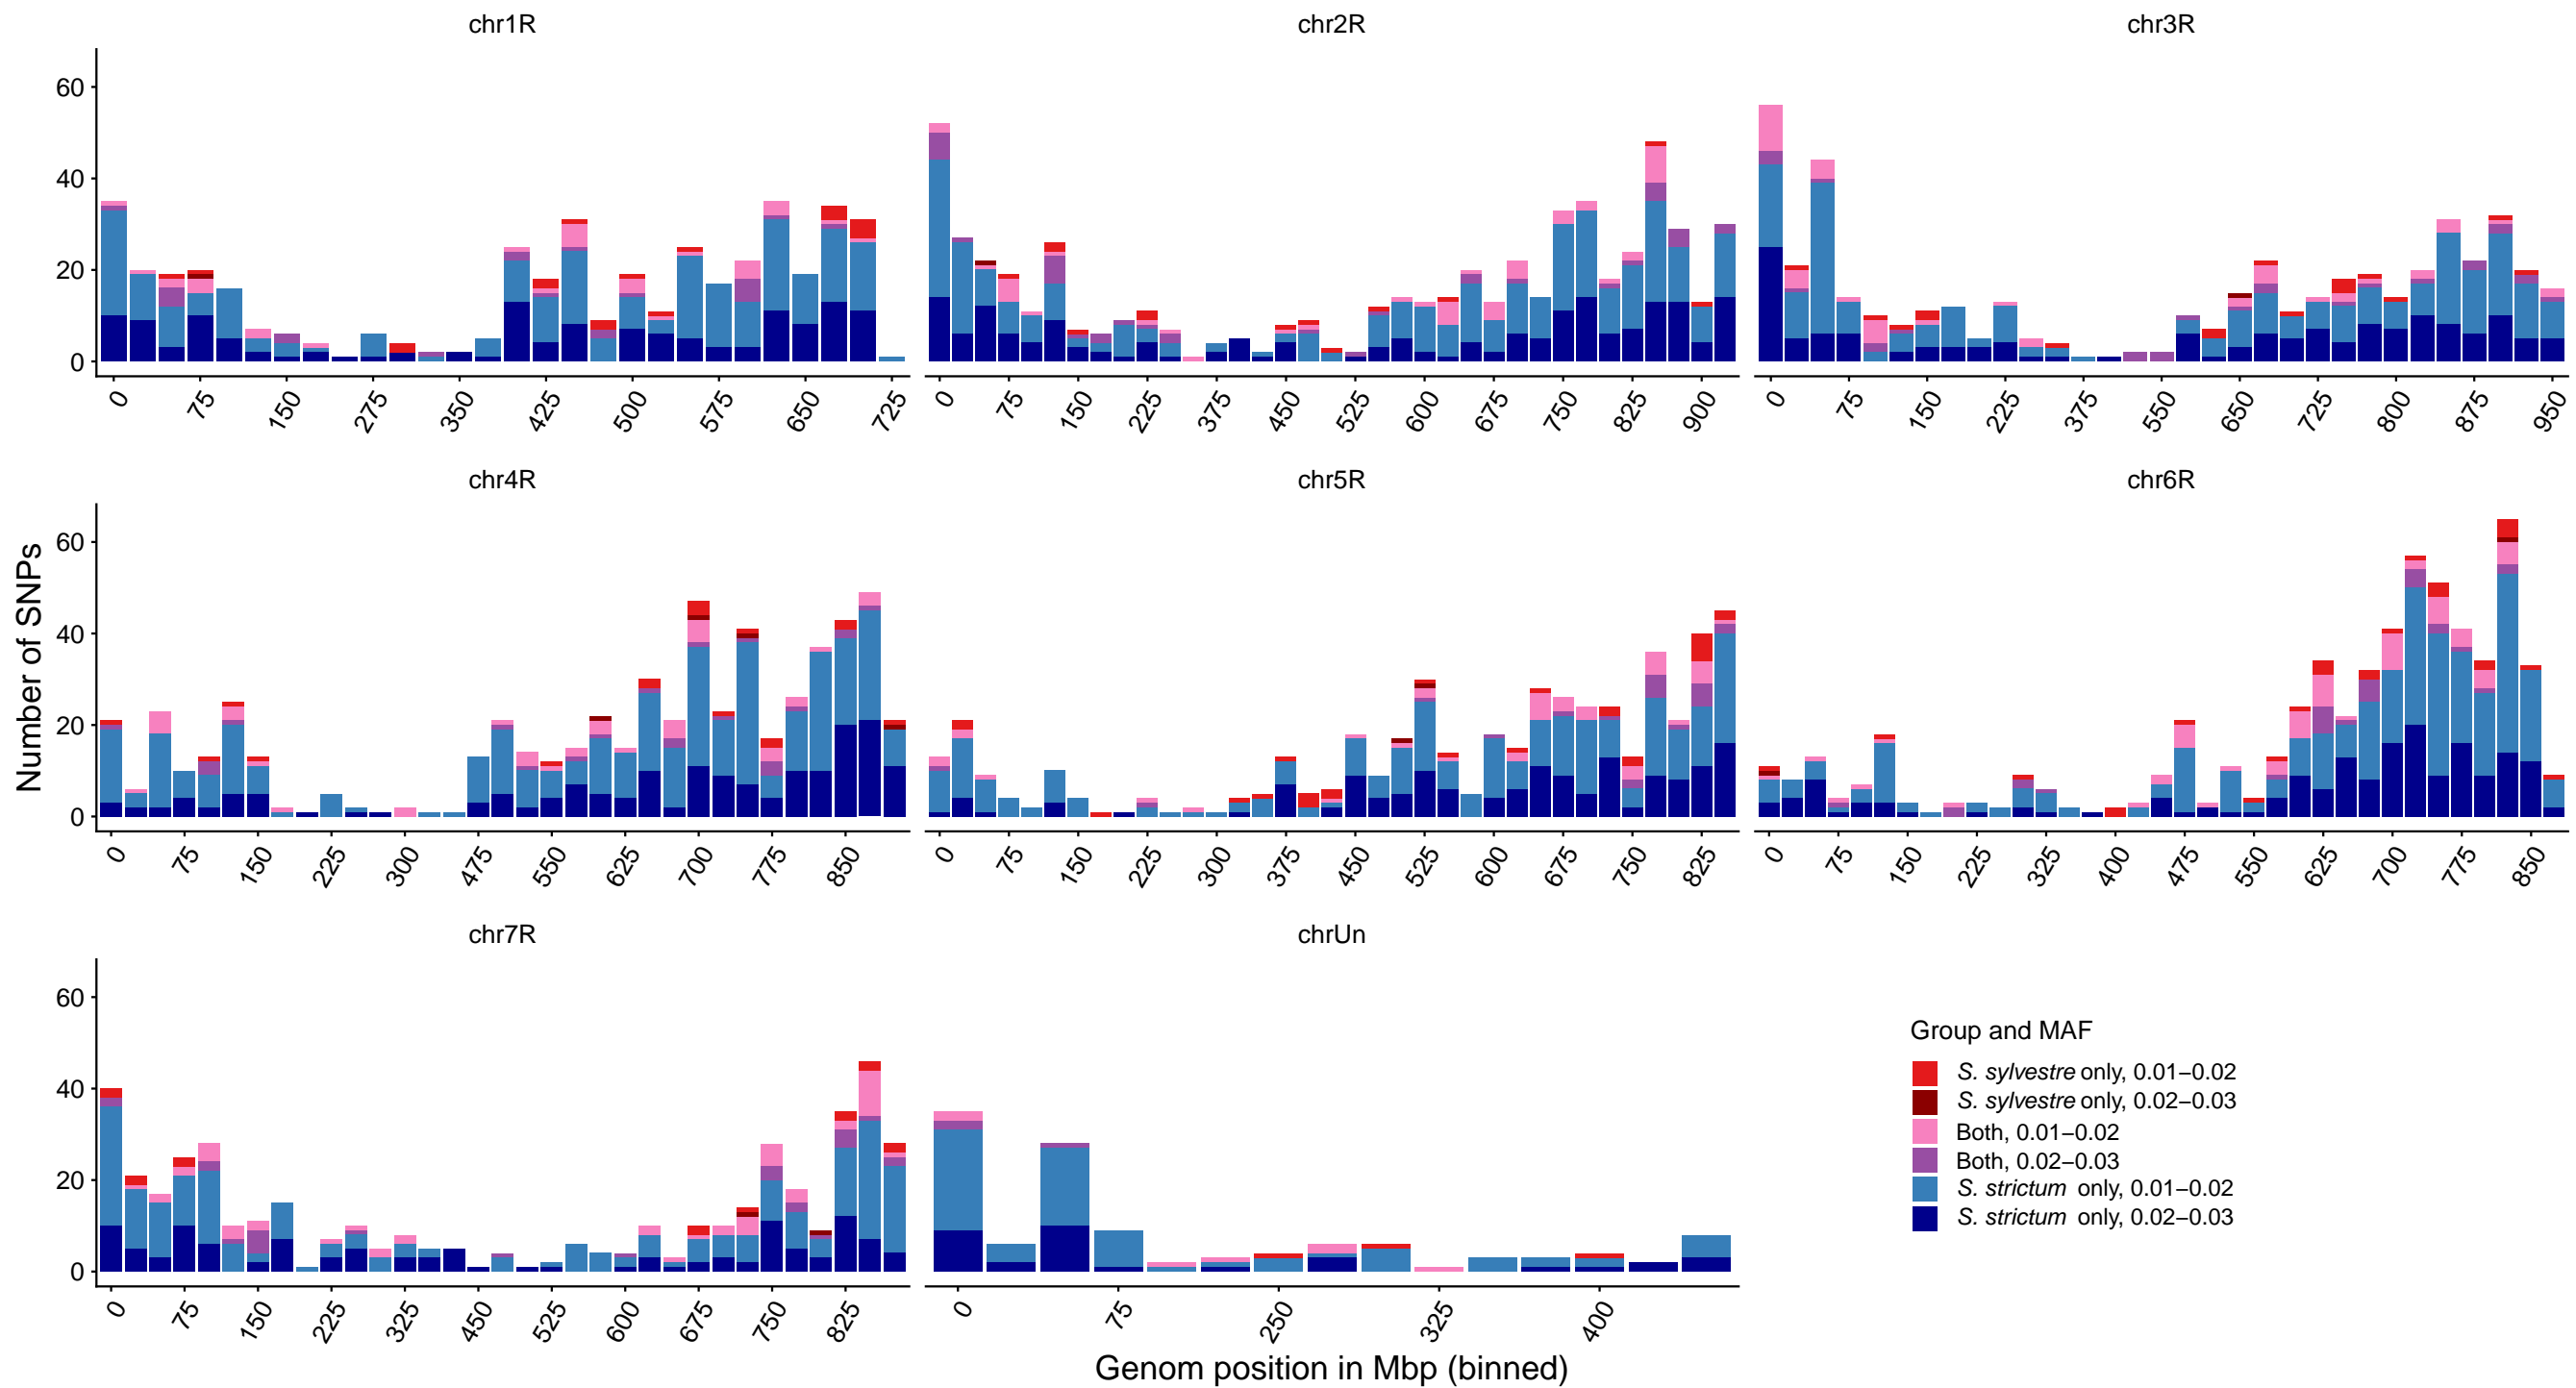 chr1R chr2R chr3R
60
40
20
0
0 75 150 275 350 425 500 575 650 725
0 75 150 225 375 450 525 600 675 750 825 900
0 75 150 225 375 550 650 725 800 875 950
chr4R chr5R chr6R
Number of SNPs
60
40
20
0
0 75 150 225 300 475 550 625 700 775 850
0 75 150 225 300 375 450 525 600 675 750 825
0 75 150 225 325 400 475 550 625 700 775 850
chr7R chrUn
60
40
20
0
0 75 150 225 325 450 525 600 675 750 825
0 75 250 325 400
Genom position in Mbp (binned)
Group and MAF
S. sylvestre only, 0.01−0.02
S. sylvestre only, 0.02−0.03
Both, 0.01−0.02
Both, 0.02−0.03
S. strictum only, 0.01−0.02
S. strictum only, 0.02−0.03